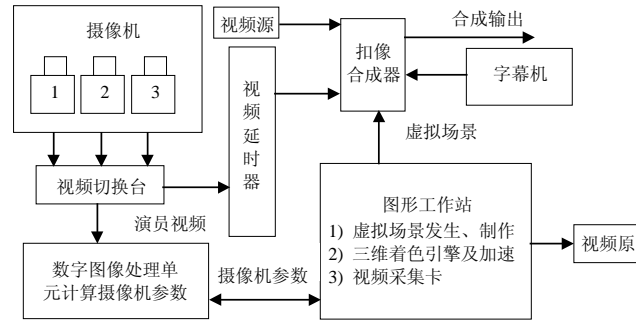 摄像机
1
2
3
视频源
视频延时器
扣像
合成器
合成输出
字幕机
虚拟场景
视频切换台
演员视频
数字图像处理单
元计算摄像机参数
摄像机参数
图形工作站
1) 虚拟场景发生、制作
2) 三维着色引擎及加速
3) 视频采集卡
视频原